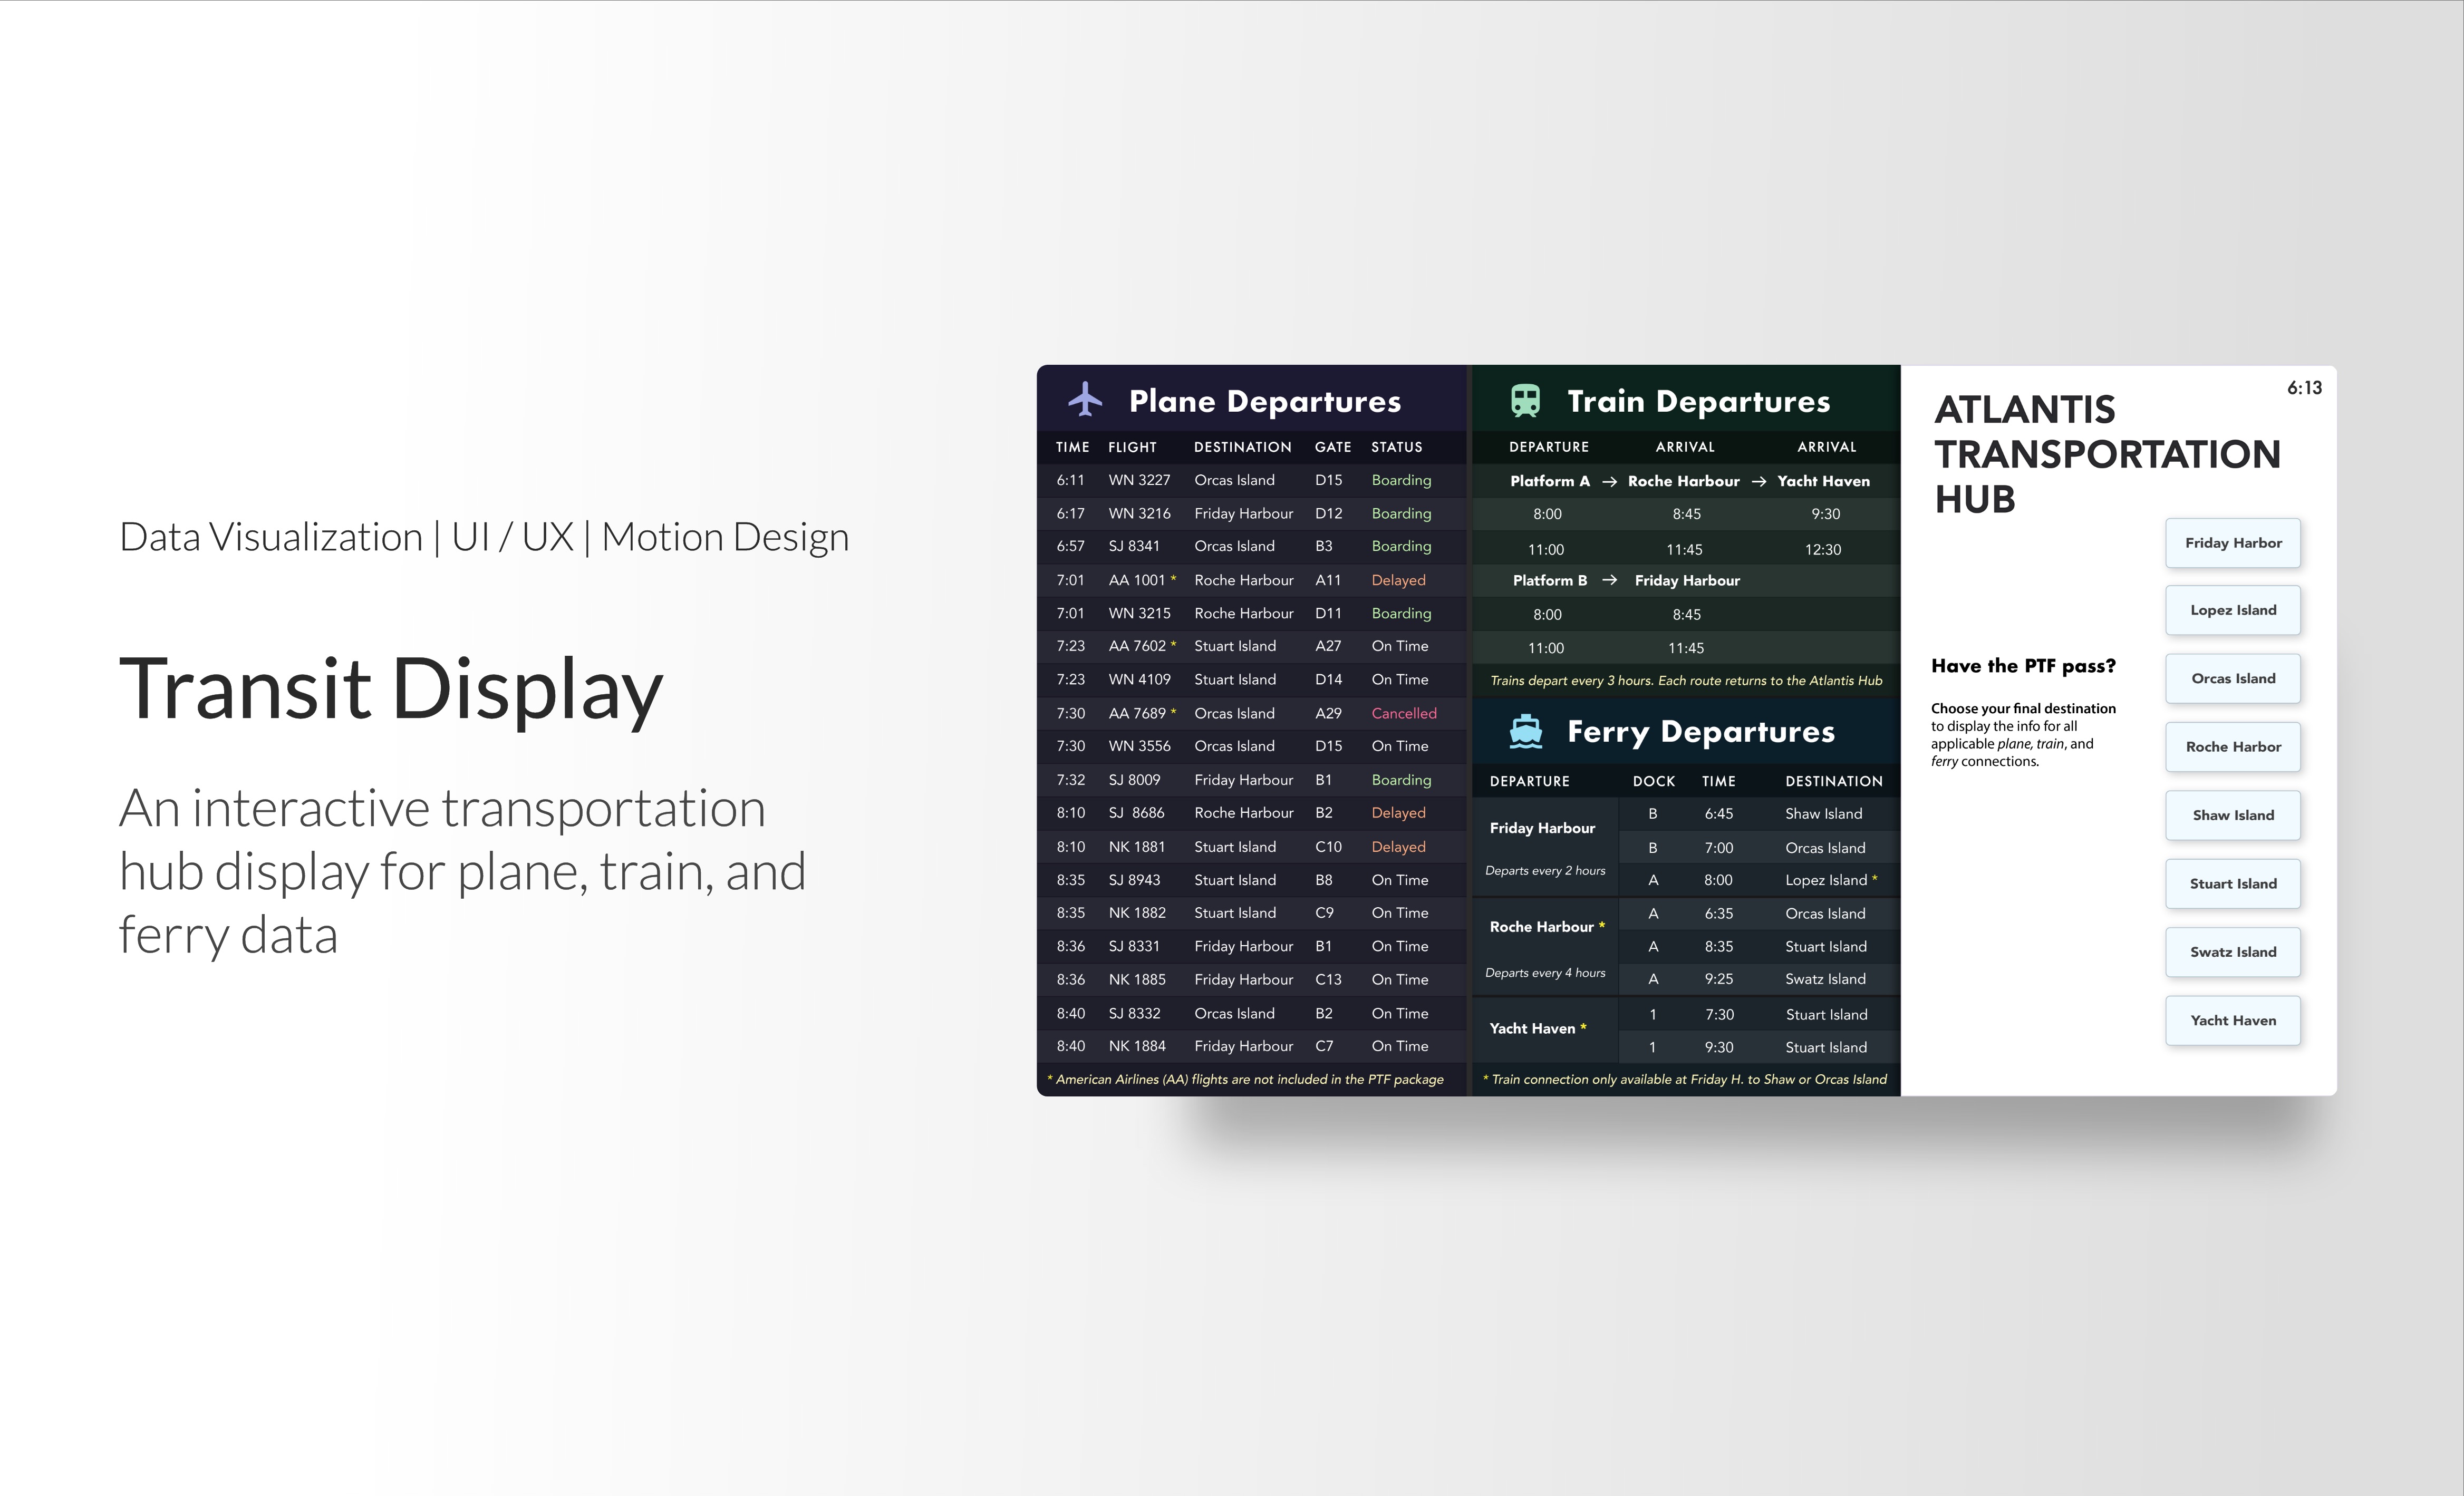 Data Visualization | UI / UX | Motion Design
Transit Display
An interactive transportation
hub display for plane, train, and
ferry data
Plane Departures
TIME FLIGHT DESTINATION GATE STATUS
6:11 WN 3227 Orcas Island D15 Boarding
6:17 WN 3216 Friday Harbour D12 Boarding
6:57 SJ 8341 Orcas Island B3 Boarding
7:01 AA 1001 * Roche Harbour A11 Delayed
7:01 WN 3215 Roche Harbour D11 Boarding
7:23 AA 7602 * Stuart Island A27 On Time
7:23 WN 4109 Stuart Island D14 On Time
7:30 AA 7689 * Orcas Island A29 Cancelled
7:30 WN 3556 Orcas Island D15 On Time
7:32 SJ 8009 Friday Harbour B1 Boarding
8:10 SJ 8686 Roche Harbour B2 Delayed
8:10 NK 1881 Stuart Island C10 Delayed
8:35 SJ 8943 Stuart Island B8 On Time
8:35 NK 1882 Stuart Island C9 On Time
8:36 SJ 8331 Friday Harbour B1 On Time
8:36 NK 1885 Friday Harbour C13 On Time
8:40 SJ 8332 Orcas Island B2 On Time
8:40 NK 1884 Friday Harbour C7 On Time
* American Airlines (AA) flights are not included in the PTF package
Train Departures
DEPARTURE ARRIVAL ARRIVAL
Platform A → Roche Harbour → Yacht Haven
8:00 8:45 9:30
11:00 11:45 12:30
Platform B → Friday Harbour
8:00 8:45
11:00 11:45
Trains depart every 3 hours. Each route returns to the Atlantis Hub
Ferry Departures
DEPARTURE DOCK TIME DESTINATION
Friday Harbour
Departs every 2 hours
B 6:45 Shaw Island
B 7:00 Orcas Island
A 8:00 Lopez Island *
Roche Harbour *
Departs every 4 hours
A 6:35 Orcas Island
A 8:35 Stuart Island
A 9:25 Swatz Island
Yacht Haven *
1 7:30 Stuart Island
1 9:30 Stuart Island
* Train connection only available at Friday H. to Shaw or Orcas Island
6:13
ATLANTIS
TRANSPORTATION
HUB
Have the PTF pass?
Choose your final destination
to display the info for all
applicable plane, train, and
ferry connections.
Friday Harbor
Lopez Island
Orcas Island
Roche Harbor
Shaw Island
Stuart Island
Swatz Island
Yacht Haven